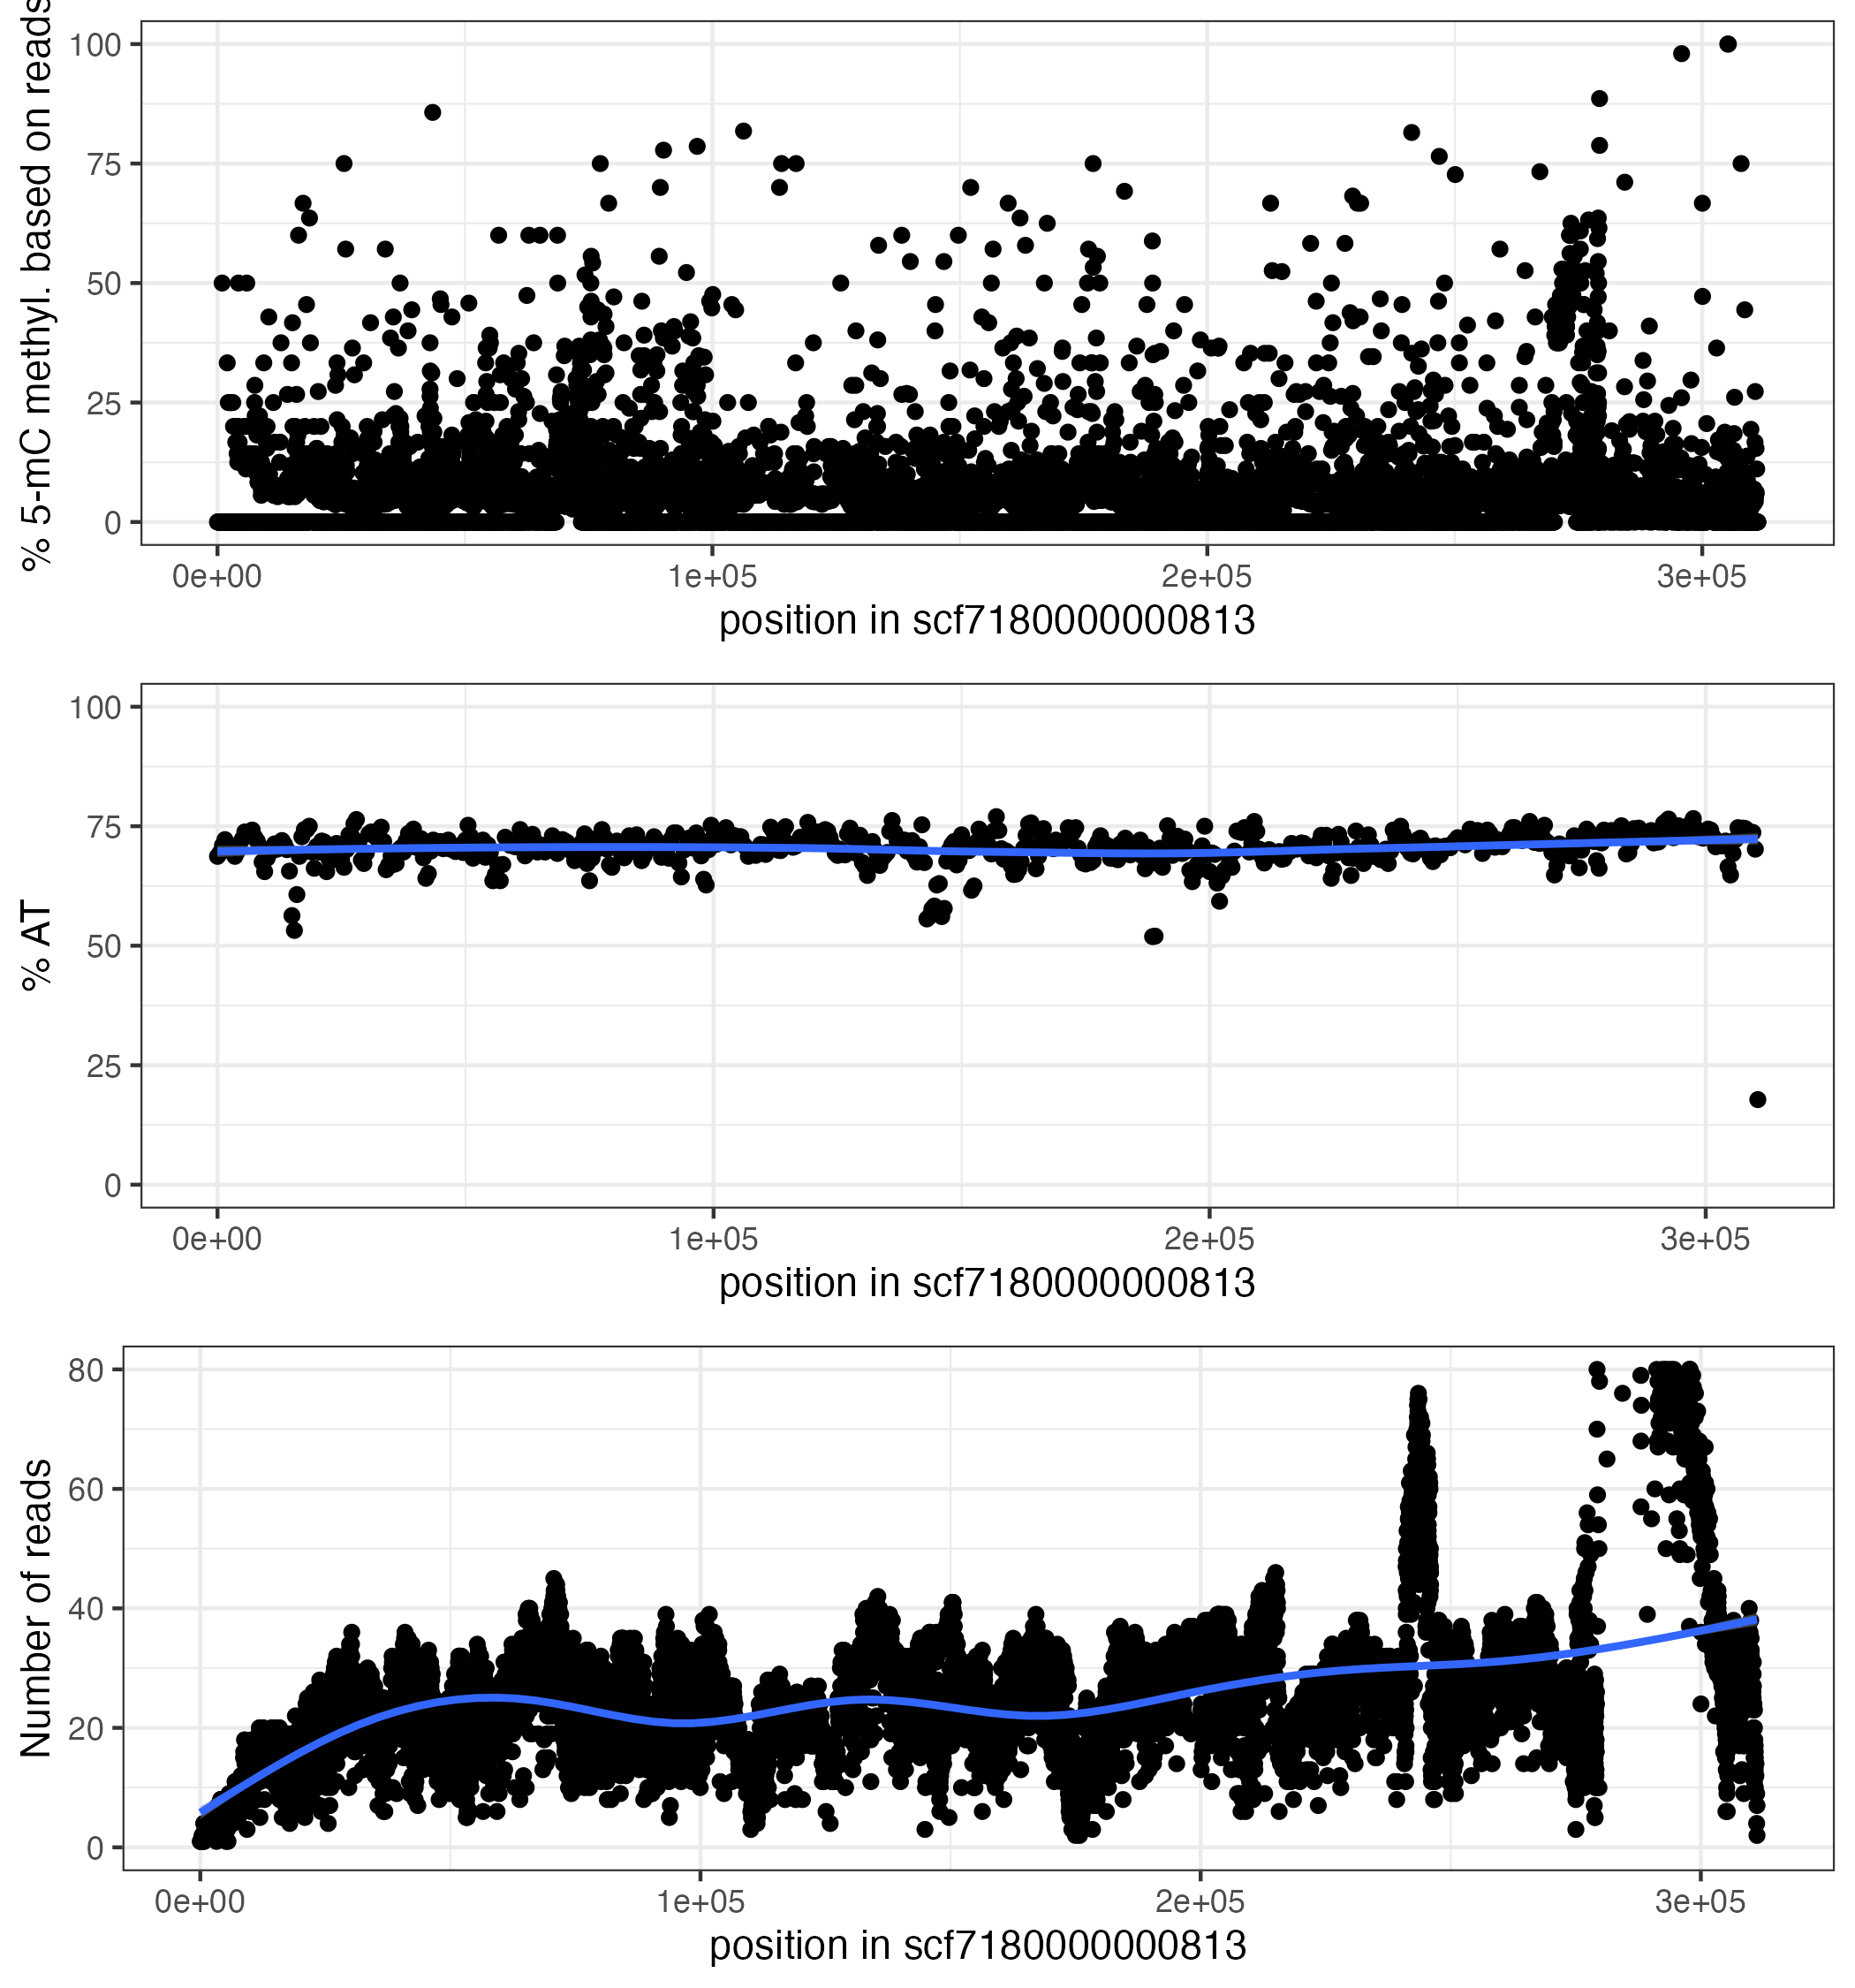 % 5-mC methyl. based on reads
100
75
50
25
0
0e+00 1e+05 2e+05 3e+05
position in scf7180000000813
% AT
100
75
50
25
0
0e+00 1e+05 2e+05 3e+05
position in scf7180000000813
Number of reads
80
60
40
20
0
0e+00 1e+05 2e+05 3e+05
position in scf7180000000813